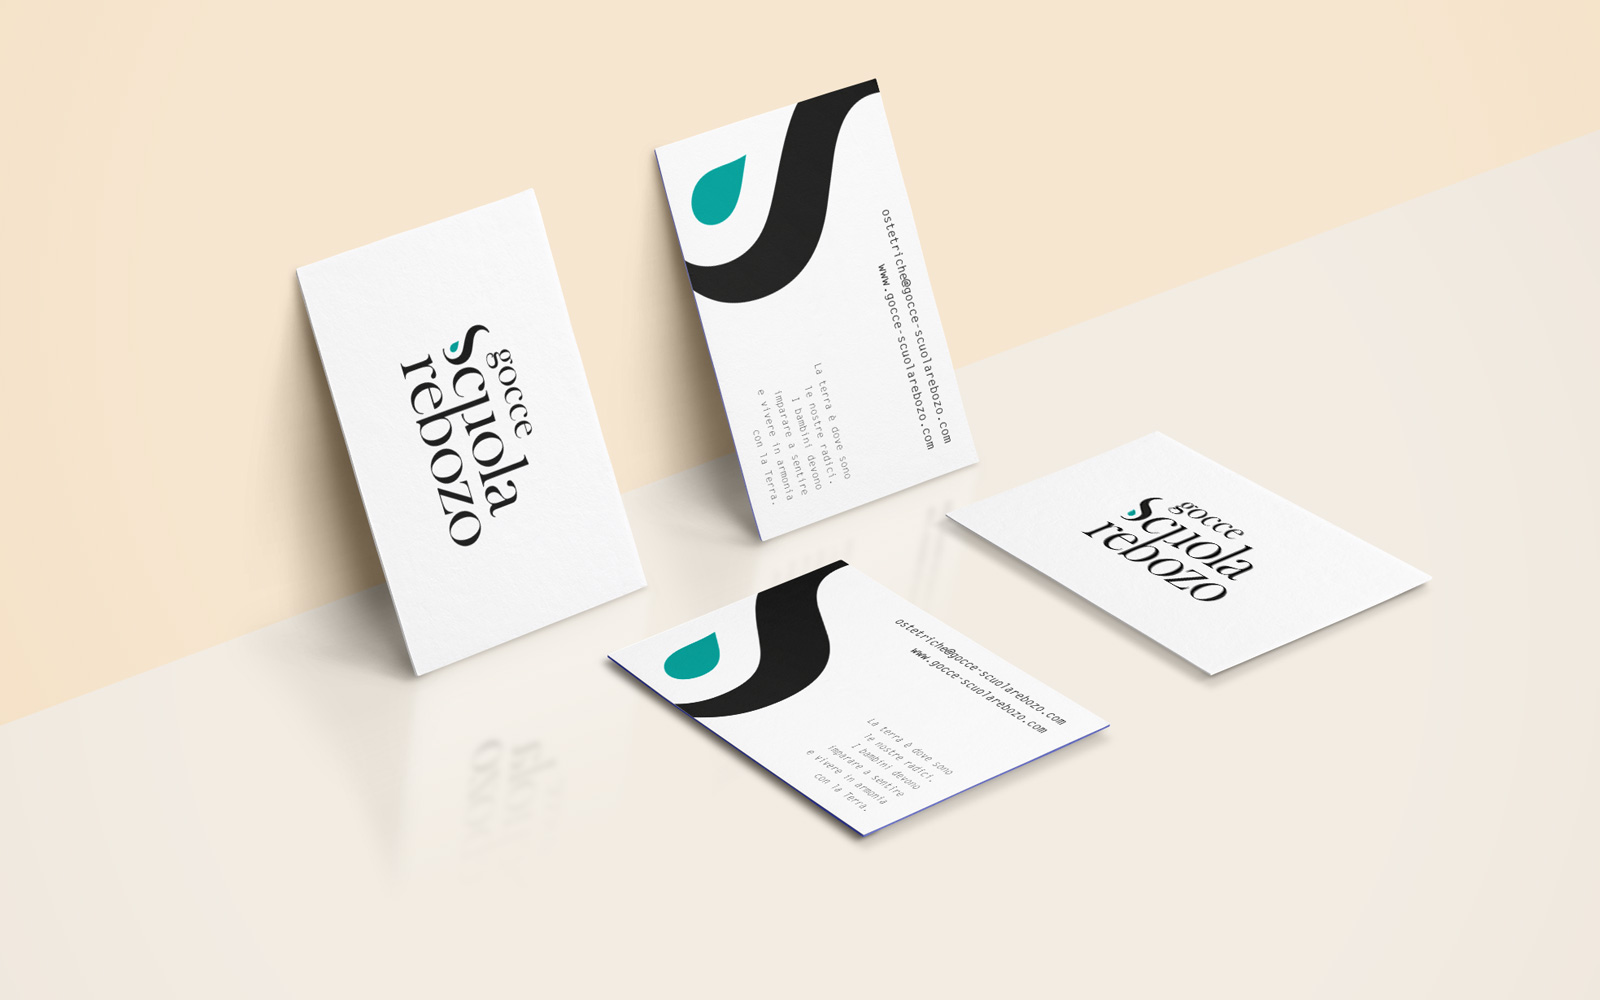 gocce
scuola
rebozo
ostetriche@gocce-scuolarebozo.com
www.gocce-scuolarebozo.com
La terra è dove sono
le nostre radici.
I bambini devono
imparare a sentire
e vivere in armonia
con la Terra.
gocce
scuola
rebozo
ostetriche@gocce-scuolarebozo.com
www.gocce-scuolarebozo.com
La terra è dove sono
le nostre radici.
I bambini devono
imparare a sentire
e vivere in armonia
con la Terra.